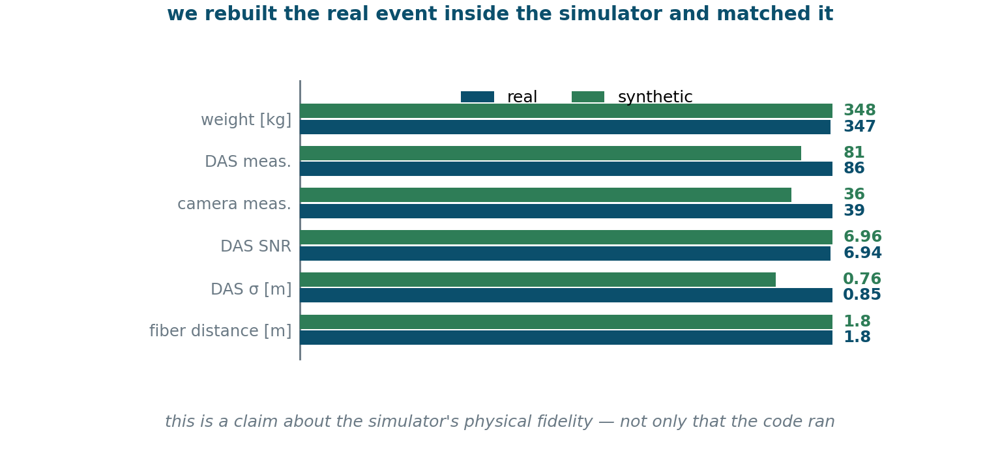 we rebuilt the real event inside the simulator and matched it
real synthetic
weight [kg] 348
347
DAS meas. 81
86
camera meas. 36
39
DAS SNR 6.96
6.94
DAS σ [m] 0.76
0.85
fiber distance [m] 1.8
1.8
this is a claim about the simulator's physical fidelity — not only that the code ran